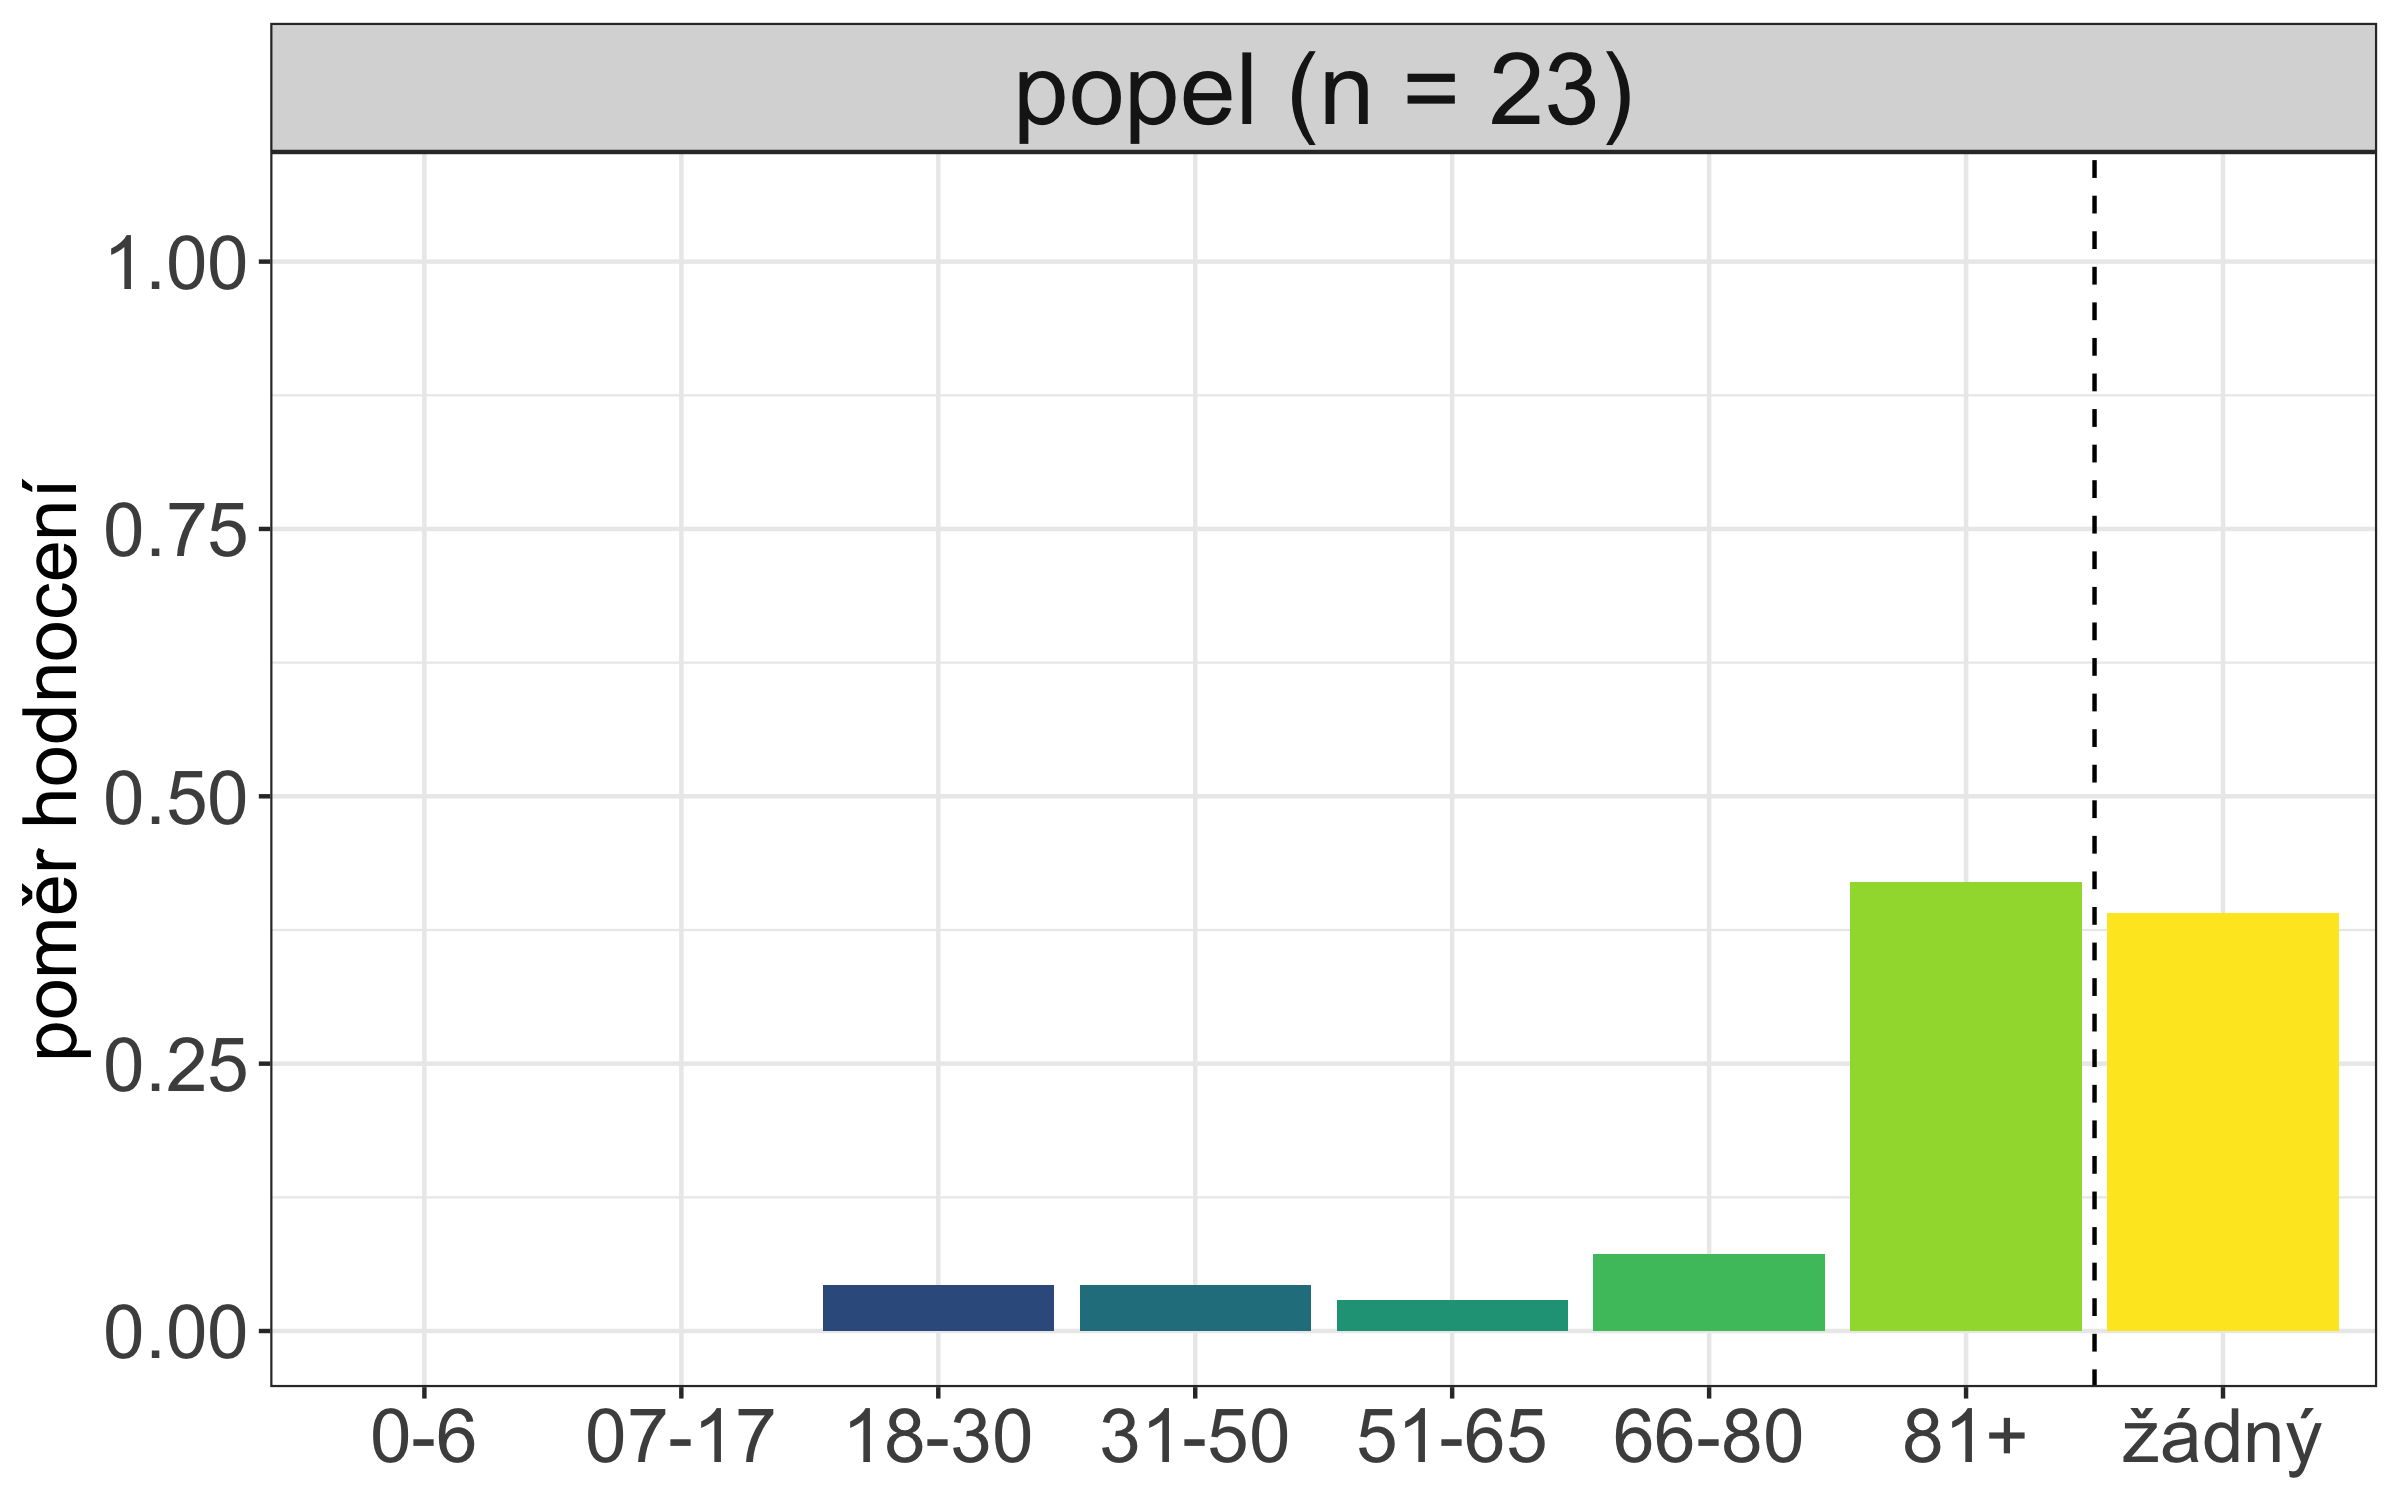 popel (n = 23)
poměr hodnocení
1.00
0.75
0.50
0.25
0.00
0-6 07-17 18-30 31-50 51-65 66-80 81+ žádný